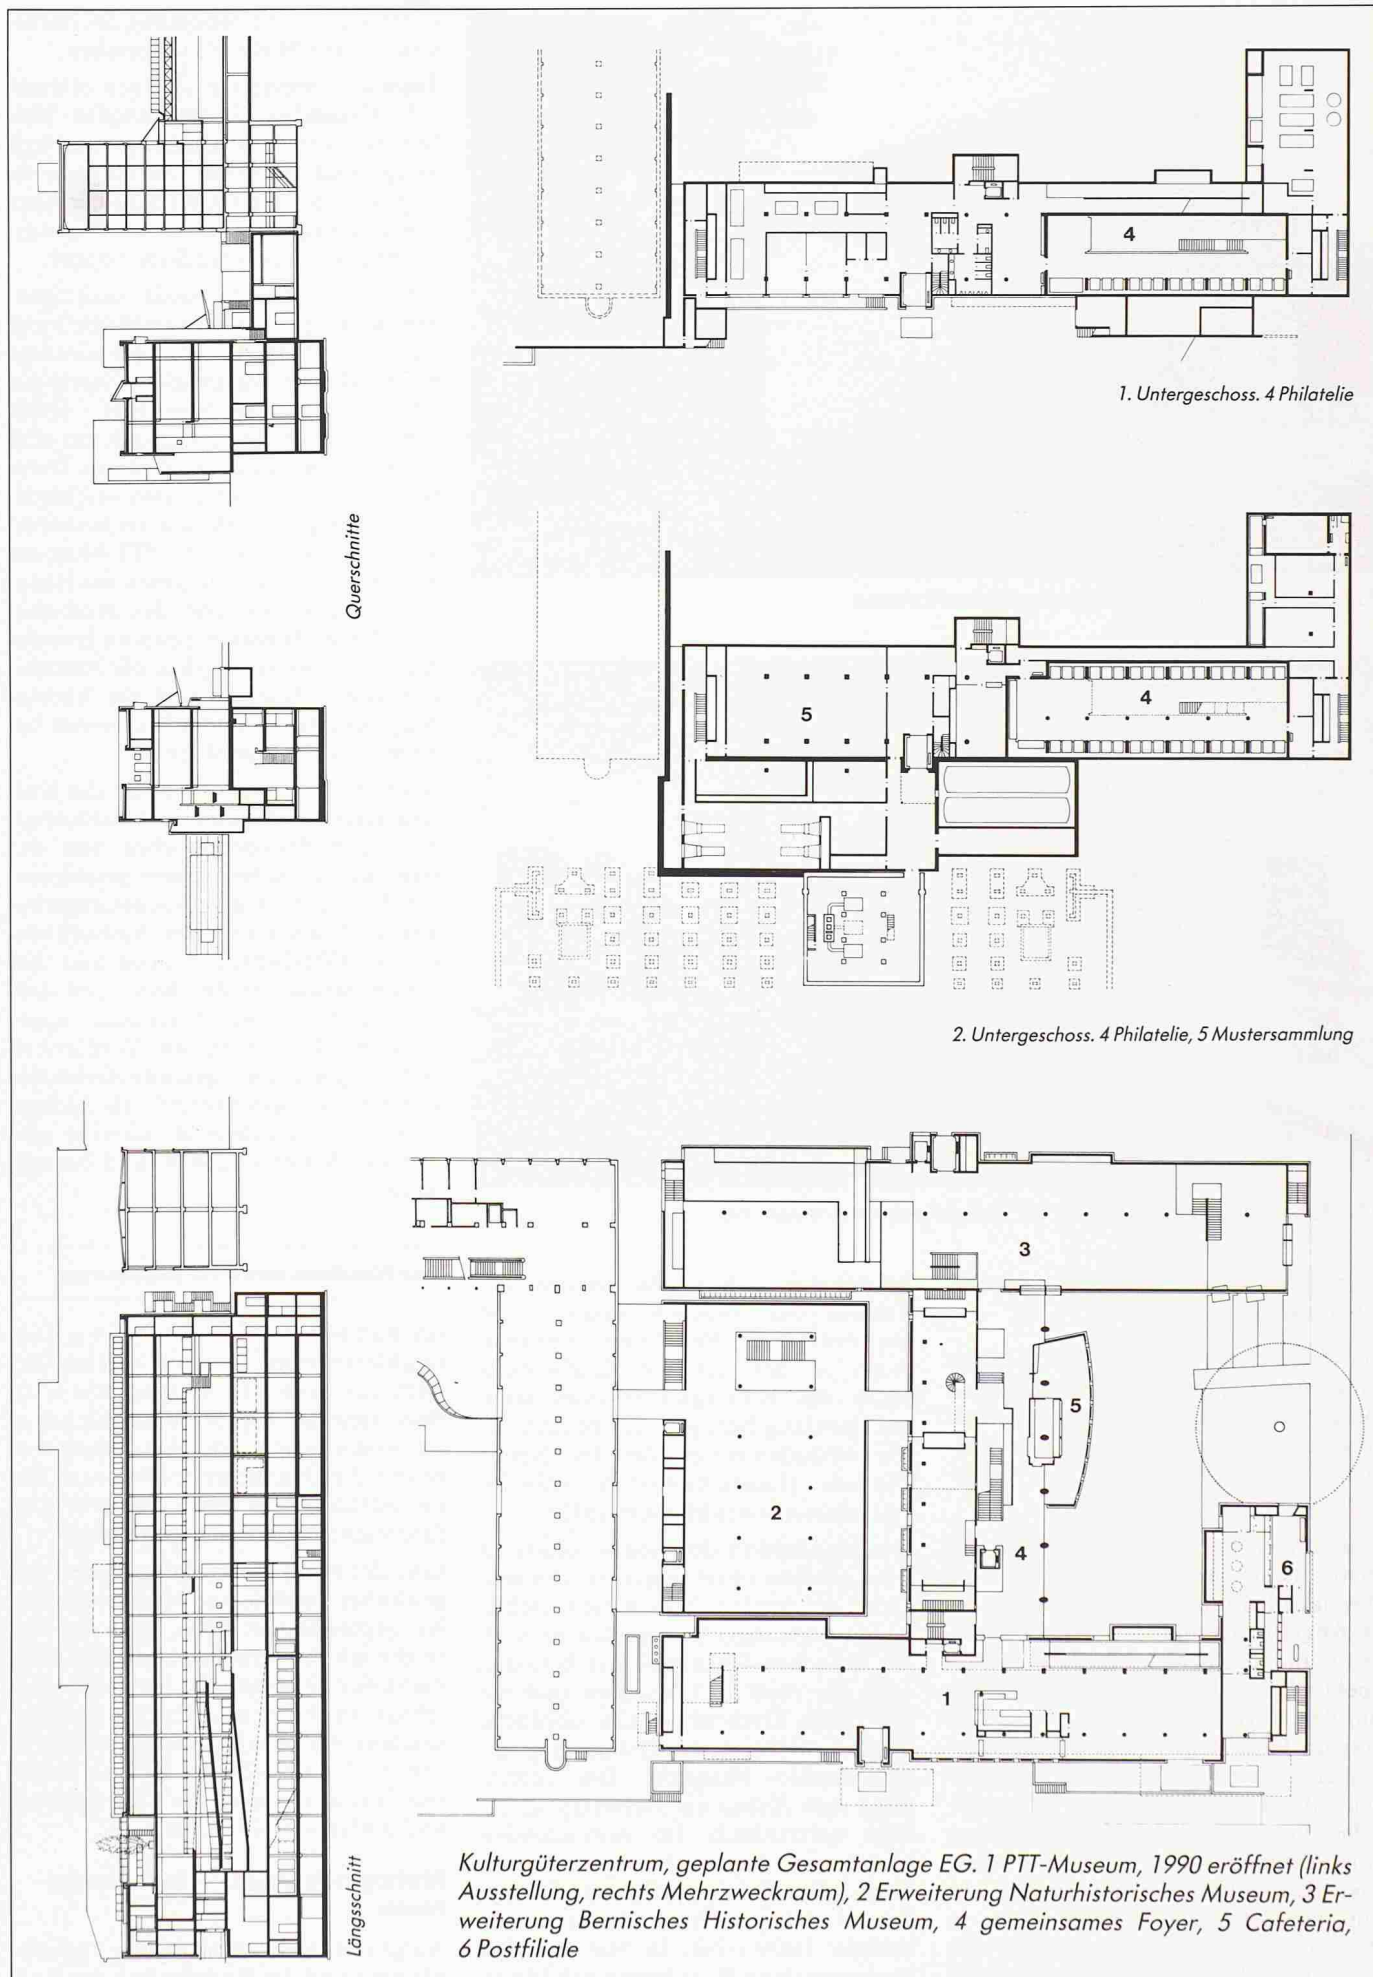 4
1. Untergeschoss. 4 Philatelie
Querschnitte
5
4
2. Untergeschoss. 4 Philatelie, 5 Mustersammlung
3
5
2
4
6
1
Längsschnitt
Kulturgüterzentrum, geplante Gesamtanlage EG. 1 PTT-Museum, 1990 eröffnet (links
Ausstellung, rechts Mehrzweckraum), 2 Erweiterung Naturhistorisches Museum, 3 Er-
weiterung Bernisches Historisches Museum, 4 gemeinsames Foyer, 5 Cafeteria,
6 Postfiliale